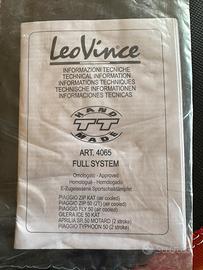 LeoVince
INFORMAZIONI TECNICHE
TECHNICAL INFORMATION
INFORMATIONS TECHNIQUES
TECHNISCHE INFORMATIONEN
INFORMACIONES TECNICAS
HAND
TT
MADE
ART. 4065
FULL SYSTEM
Omologato - Approved
Homologué - Homologado
E-Zugelassene Sportschalldämpfer
PIAGGIO ZIP KAT (air cooled)
PIAGGIO ZIP 50 (2T) (air cooled)
PIAGGIO FLY 50 (air cooled)
GILERA ICE 50 KAT
APRILIA SR 50 MOTARD (2 stroke)
PIAGGIO TYPHOON 50 (2 stroke)